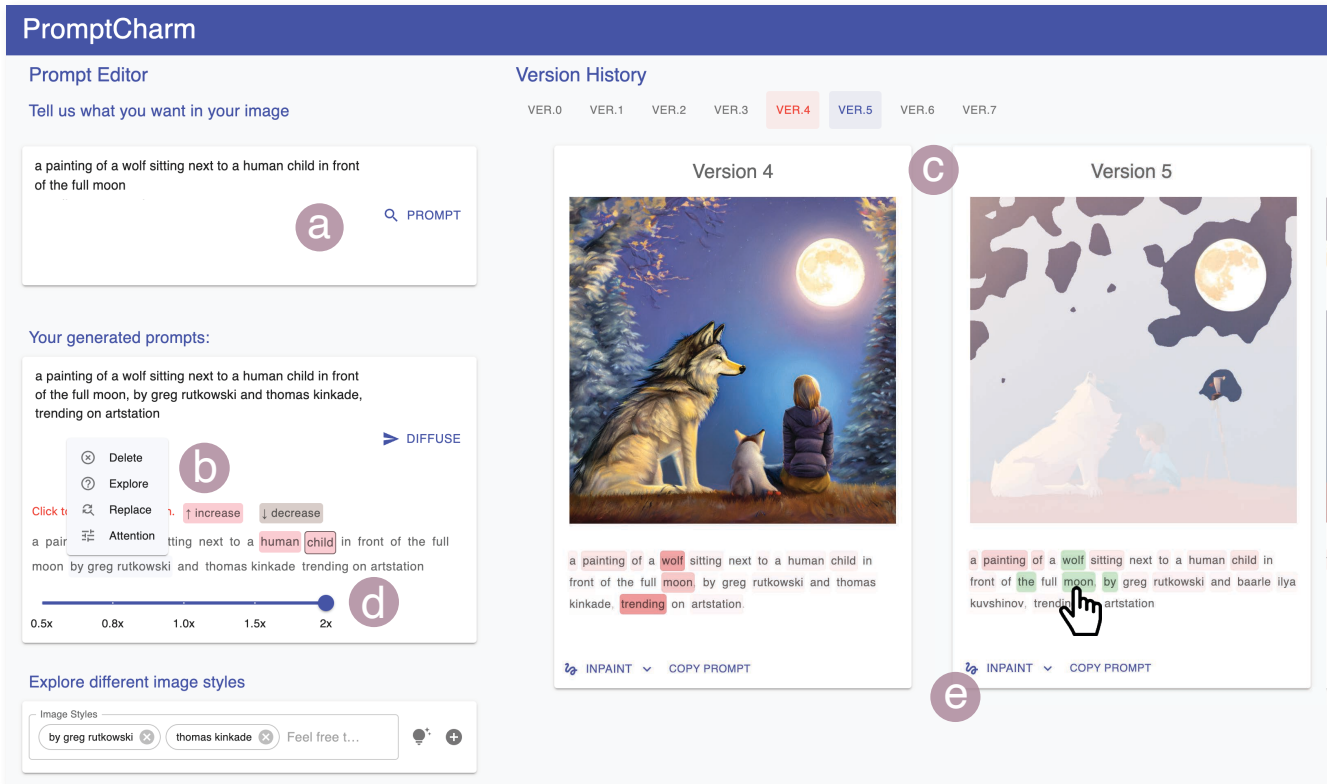 PromptCharm
Prompt Editor
Tell us what you want in your image
a painting of a wolf sitting next to a human child in front
of the full moon
a
PROMPT
Your generated prompts:
a painting of a wolf sitting next to a human child in front
of the full moon, by greg rutkowski and thomas kinkade,
trending on artstation
DIFFUSE
Delete
Explore
Replace
Attention
b
Click
↑ increase ↓ decrease
a next to a human child in front of the full
moon by greg rutkowski and thomas kinkade trending on artstation
d
0.5x 0.8x 1.0x 1.5x 2x
Explore different image styles
Image Styles
by greg rutkowski thomas kinkade Feel free t...
Version History
VER.0 VER.1 VER.2 VER.3 VER.4 VER.5 VER.6 VER.7
Version 4
a painting of a wolf sitting next to a human child in
front of the full moon, by greg rutkowski and thomas
kinkade, trending on artstation.
INPAINT COPY PROMPT
c
Version 5
a painting of a wolf sitting next to a human child in
front of the full moon, by greg rutkowski and baarle ilya
kuvshinov, artstation
INPAINT COPY PROMPT
e